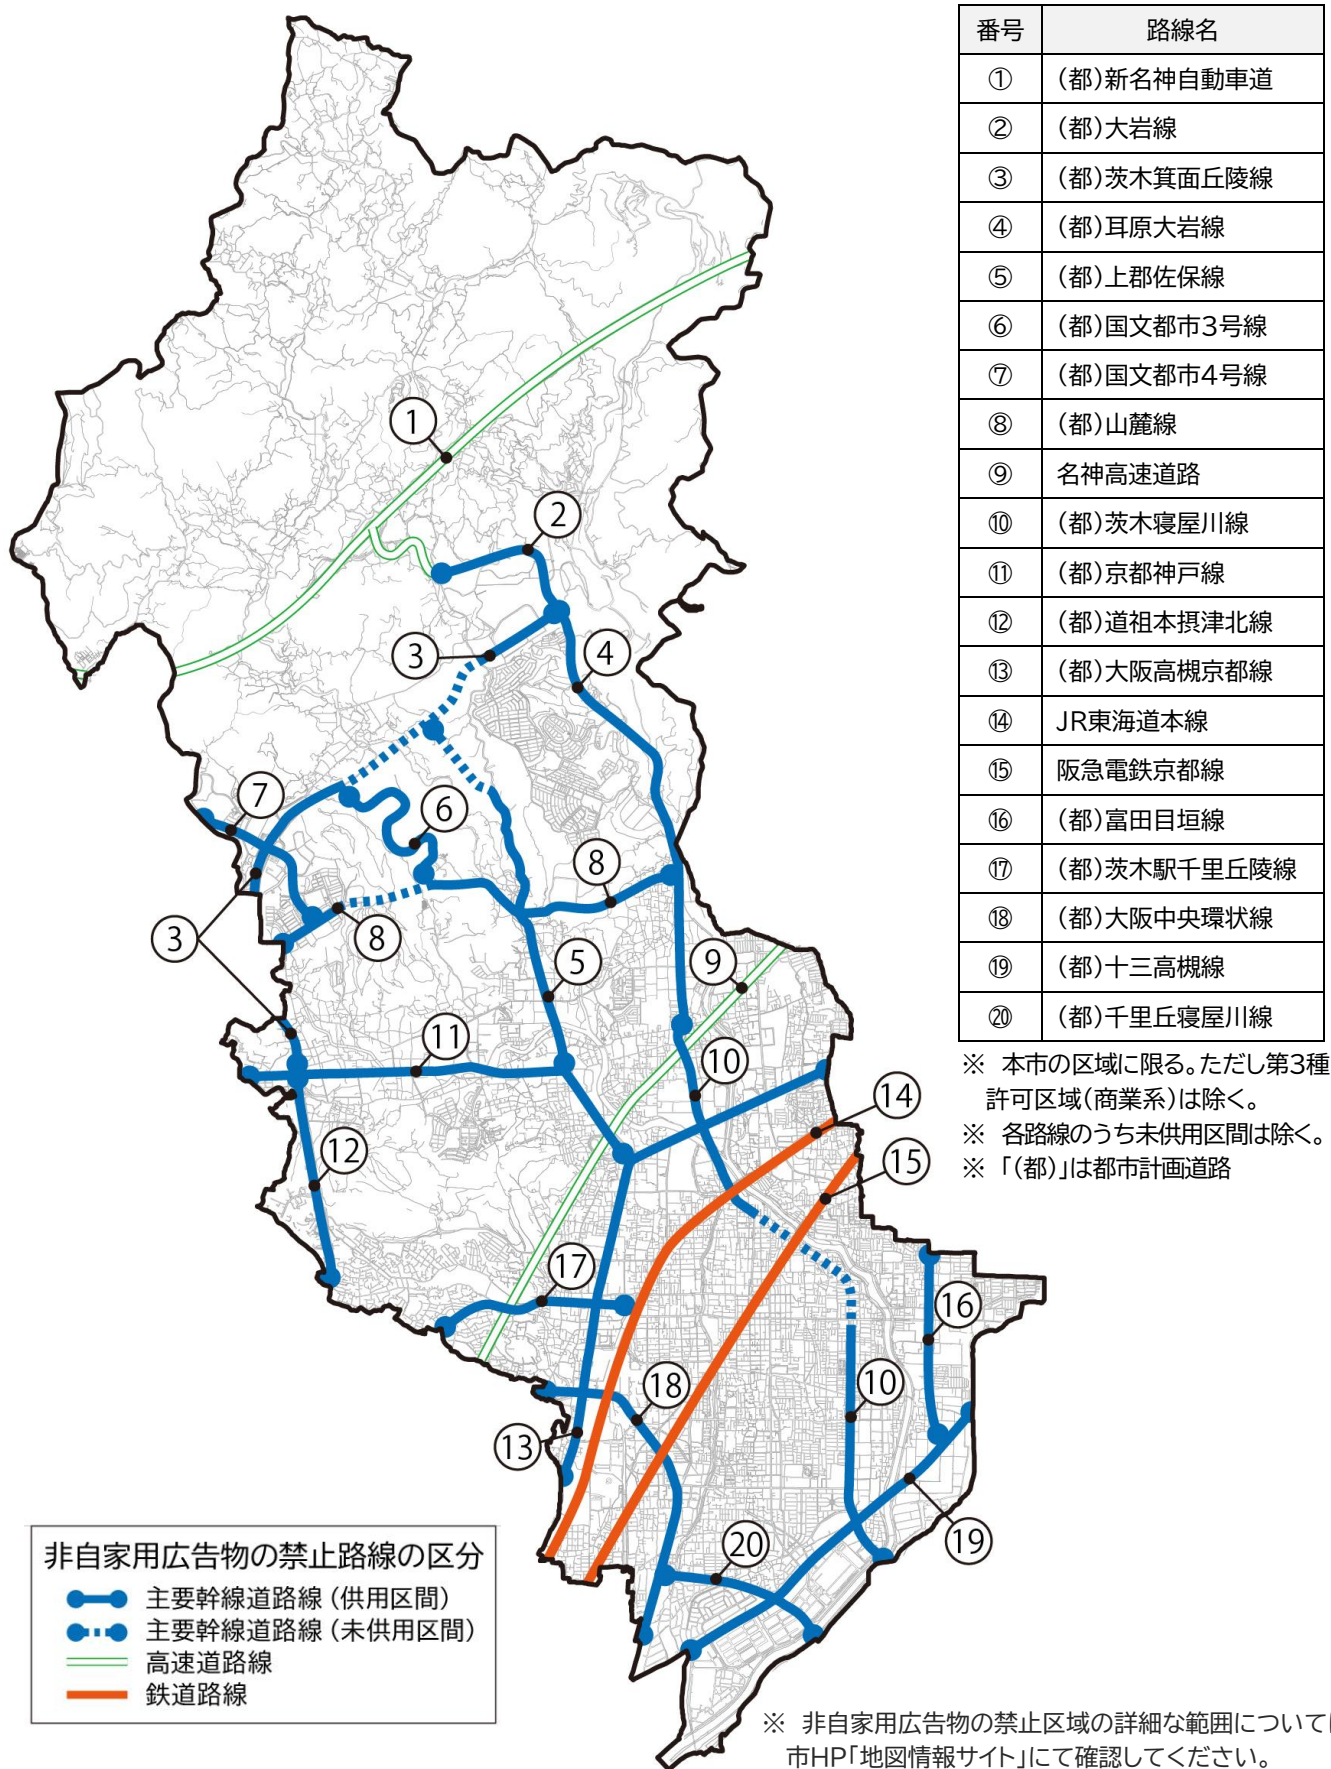 番号 路線名
① (都)新名神自動車道
② (都)大岩線
③ (都)茨木箕面丘陵線
④ (都)耳原大岩線
⑤ (都)上郡佐保線
⑥ (都)国文都市3号線
⑦ (都)国文都市4号線
⑧ (都)山麓線
⑨ 名神高速道路
⑩ (都)茨木寝屋川線
⑪ (都)京都神戸線
⑫ (都)道祖本摂津北線
⑬ (都)大阪高槻京都線
⑭ JR東海道本線
⑮ 阪急電鉄京都線
⑯ (都)富田目垣線
⑰ (都)茨木駅千里丘陵線
⑱ (都)大阪中央環状線
⑲ (都)十三高槻線
⑳ (都)千里丘寝屋川線
※ 本市の区域に限る。ただし第3種
許可区域(商業系)は除く。
※ 各路線のうち未供用区間は除く。
※ 「(都)」は都市計画道路
1
2
3
4
7
6
8
3
8
5
9
11
10
14
12
15
17
16
18
10
13
20
19
非自家用広告物の禁止路線の区分
主要幹線道路線(供用区間)
主要幹線道路線(未供用区間)
高速道路線
鉄道路線
※ 非自家用広告物の禁止区域の詳細な範囲について
市HP「地図情報サイト」にて確認してください。